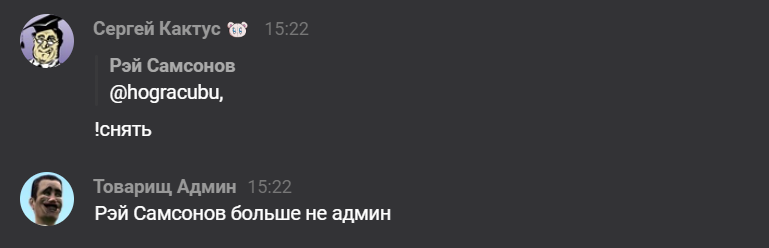 Сергей Кактус 15:22
Рэй Самсонов
@hogracubu,
!снять
Товарищ Админ 15:22
Рэй Самсонов больше не админ